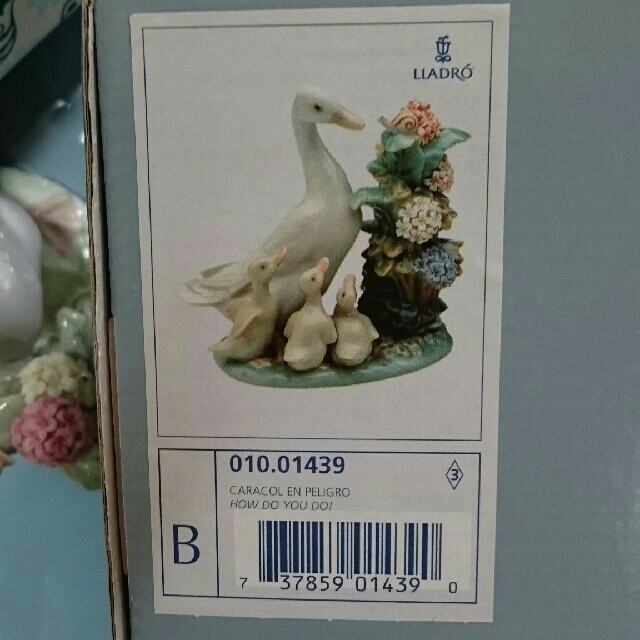 LLADRÓ
010.01439
3
CARACOL EN PELIGRO
HOW DO YOU DO!
B
7 37859 01439 0